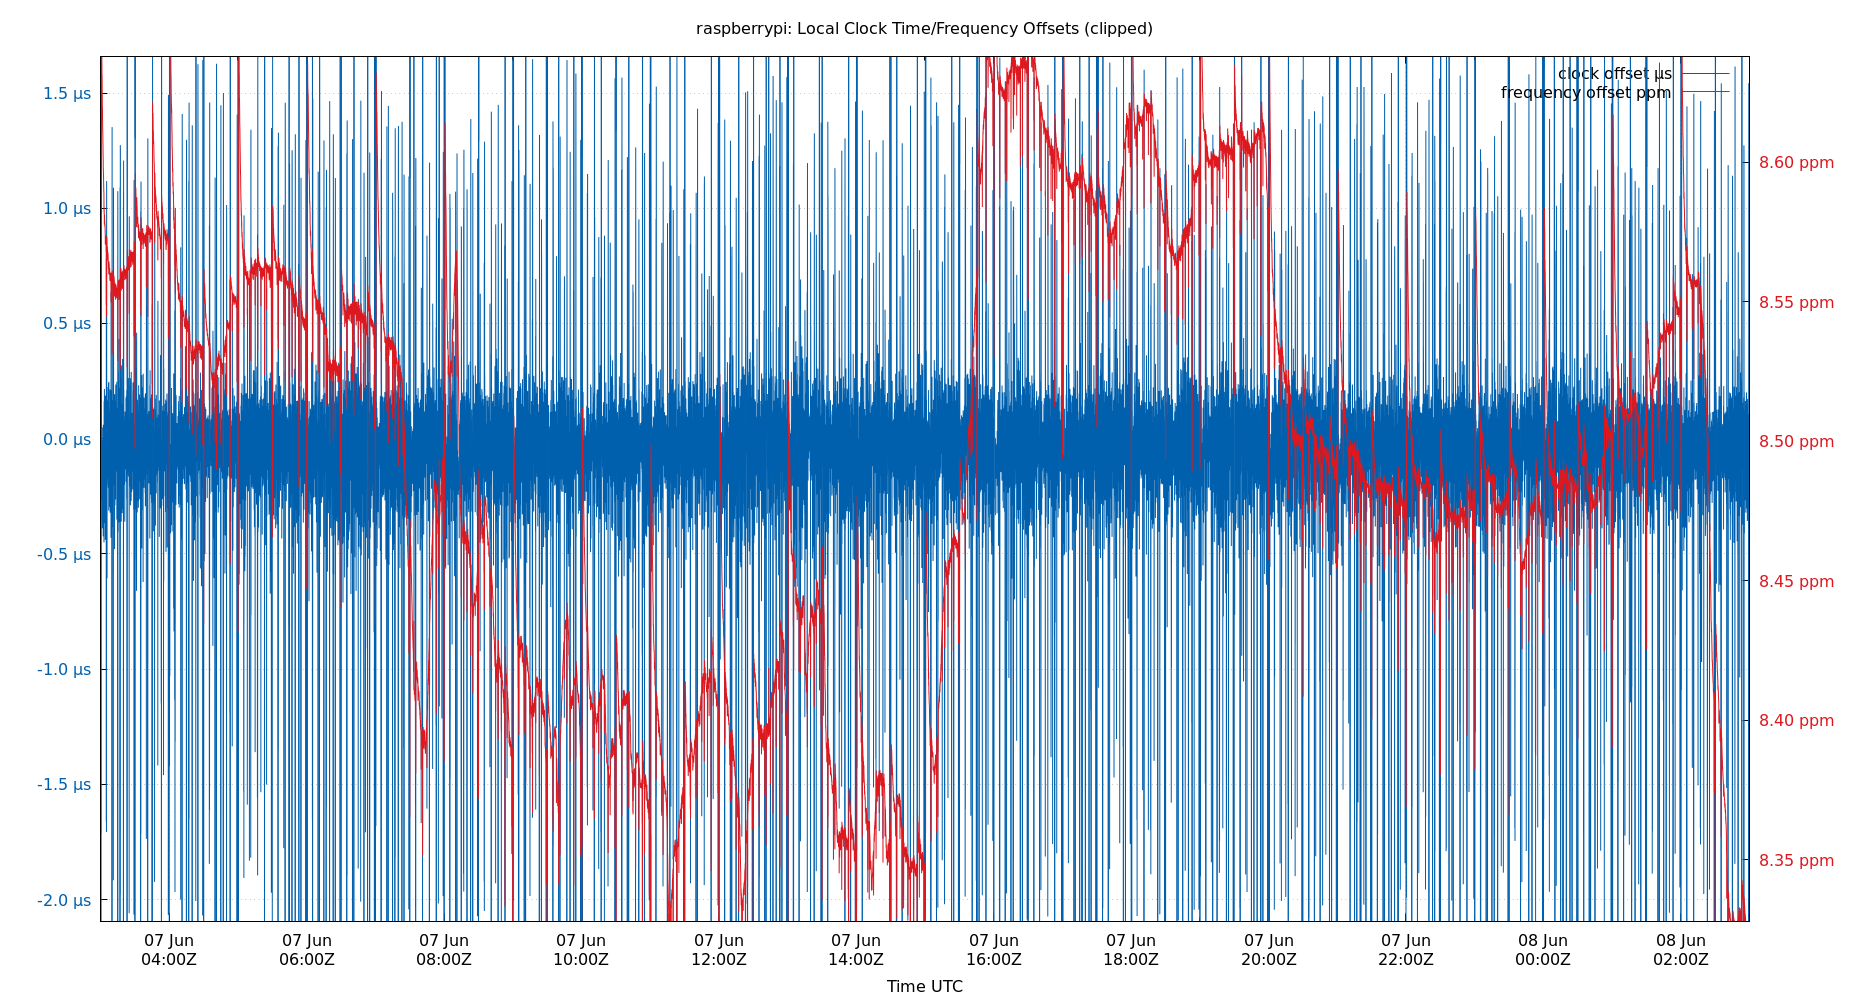 raspberrypi: Local Clock Time/Frequency Offsets (clipped)
clock offset µs
frequency offset ppm
1.5 µs
1.0 µs
0.5 µs
0.0 µs
-0.5 µs
-1.0 µs
-1.5 µs
-2.0 µs
8.60 ppm
8.55 ppm
8.50 ppm
8.45 ppm
8.40 ppm
8.35 ppm
07 Jun 07 Jun 07 Jun 07 Jun 07 Jun 07 Jun 07 Jun 07 Jun 07 Jun 07 Jun 08 Jun 08 Jun
04:00Z 06:00Z 08:00Z 10:00Z 12:00Z 14:00Z 16:00Z 18:00Z 20:00Z 22:00Z 00:00Z 02:00Z
Time UTC